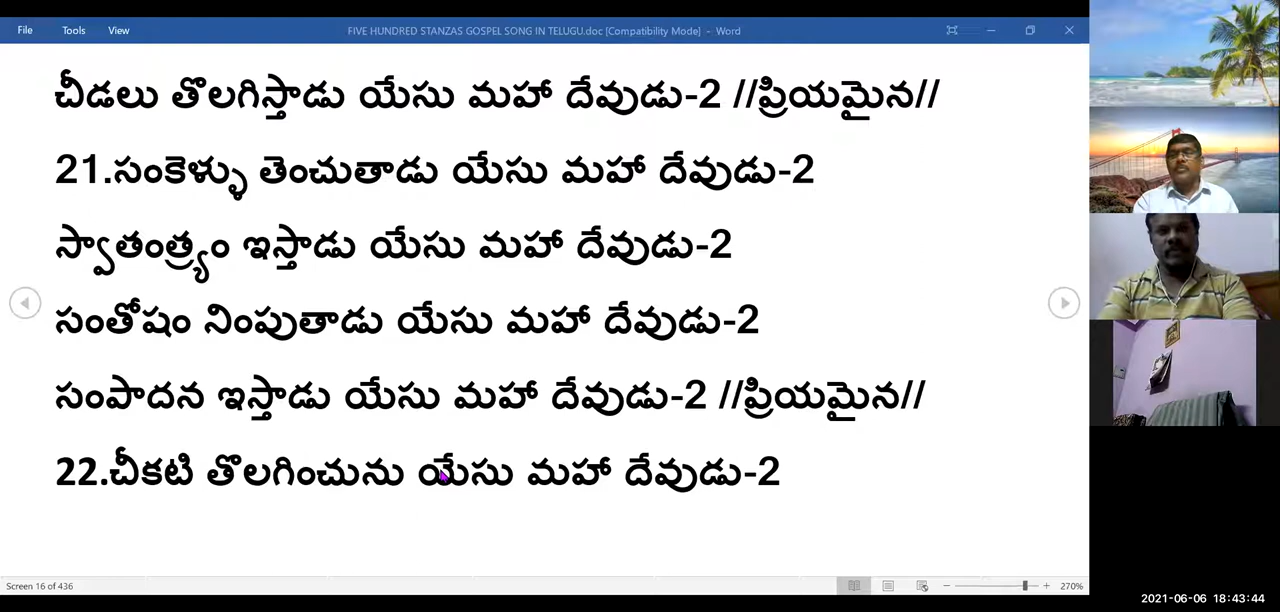 File Tools View FIVE HUNDRED STANZAS GOSPEL SONG IN TELUGU.doc [Compatibility Mode] - Word
చీడలు తొలగిస్తాడు యేసు మహా దేవుడు-2 //ప్రియమైన//
21.సంకెళ్ళు తెంచుతాడు యేసు మహా దేవుడు-2
స్వాతంత్ర్యం ఇస్తాడు యేసు మహా దేవుడు-2
సంతోషం నింపుతాడు యేసు మహా దేవుడు-2
సంపాదన ఇస్తాడు యేసు మహా దేవుడు-2 //ప్రియమైన//
22.చీకటి తొలగించును యేసు మహా దేవుడు-2
Screen 16 of 436 270%
2021-06-06 18:43:44